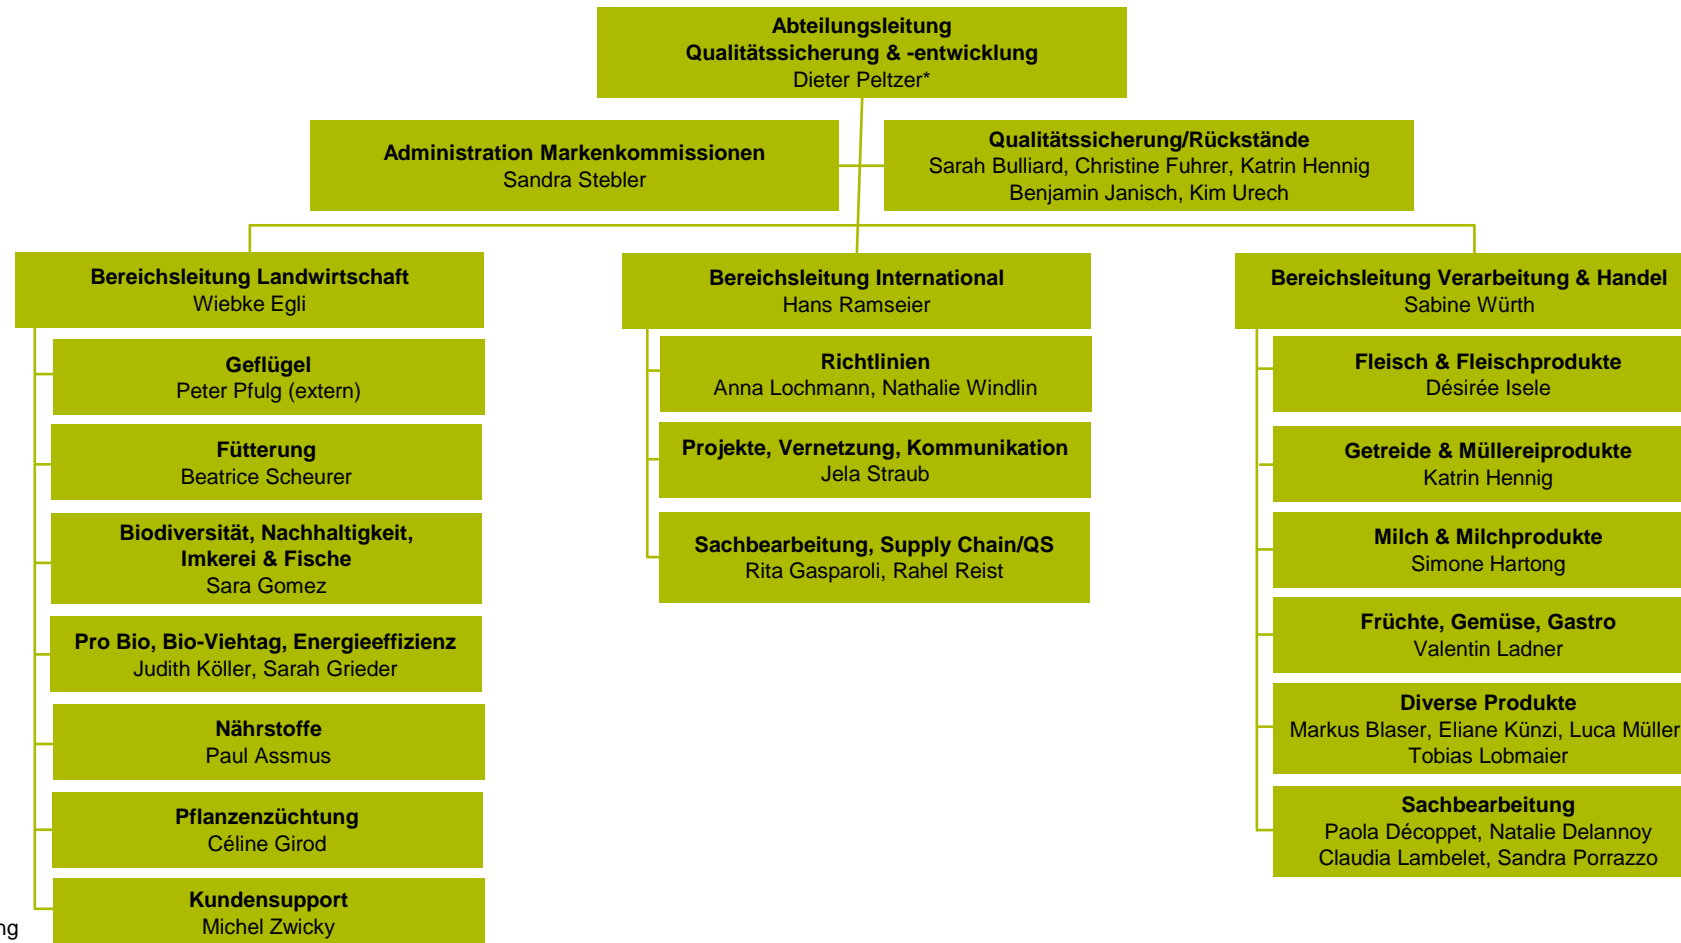 Abteilungsleitung
Qualitätssicherung & -entwicklung
Dieter Peltzer*
Administration Markenkommissionen
Sandra Stebler
Qualitätssicherung/Rückstände
Sarah Bulliard, Christine Fuhrer, Katrin Hennig
Benjamin Janisch, Kim Urech
Bereichsleitung Landwirtschaft
Wiebke Egli
Geflügel
Peter Pfulg (extern)
Fütterung
Beatrice Scheurer
Biodiversität, Nachhaltigkeit,
Imkerei & Fische
Sara Gomez
Pro Bio, Bio-Viehtag, Energieeffizienz
Judith Köller, Sarah Grieder
Nährstoffe
Paul Assmus
Pflanzenzüchtung
Céline Girod
Kundensupport
Michel Zwicky
Bereichsleitung International
Hans Ramseier
Richtlinien
Anna Lochmann, Nathalie Windlin
Projekte, Vernetzung, Kommunikation
Jela Straub
Sachbearbeitung, Supply Chain/QS
Rita Gasparoli, Rahel Reist
Bereichsleitung Verarbeitung & Handel
Sabine Würth
Fleisch & Fleischprodukte
Désirée Isele
Getreide & Müllereiprodukte
Katrin Hennig
Milch & Milchprodukte
Simone Hartong
Früchte, Gemüse, Gastro
Valentin Ladner
Diverse Produkte
Markus Blaser, Eliane Künzi, Luca Müller
Tobias Lobmaier
Sachbearbeitung
Paola Décoppet, Natalie Delannoy
Claudia Lambelet, Sandra Porrazzo
ng